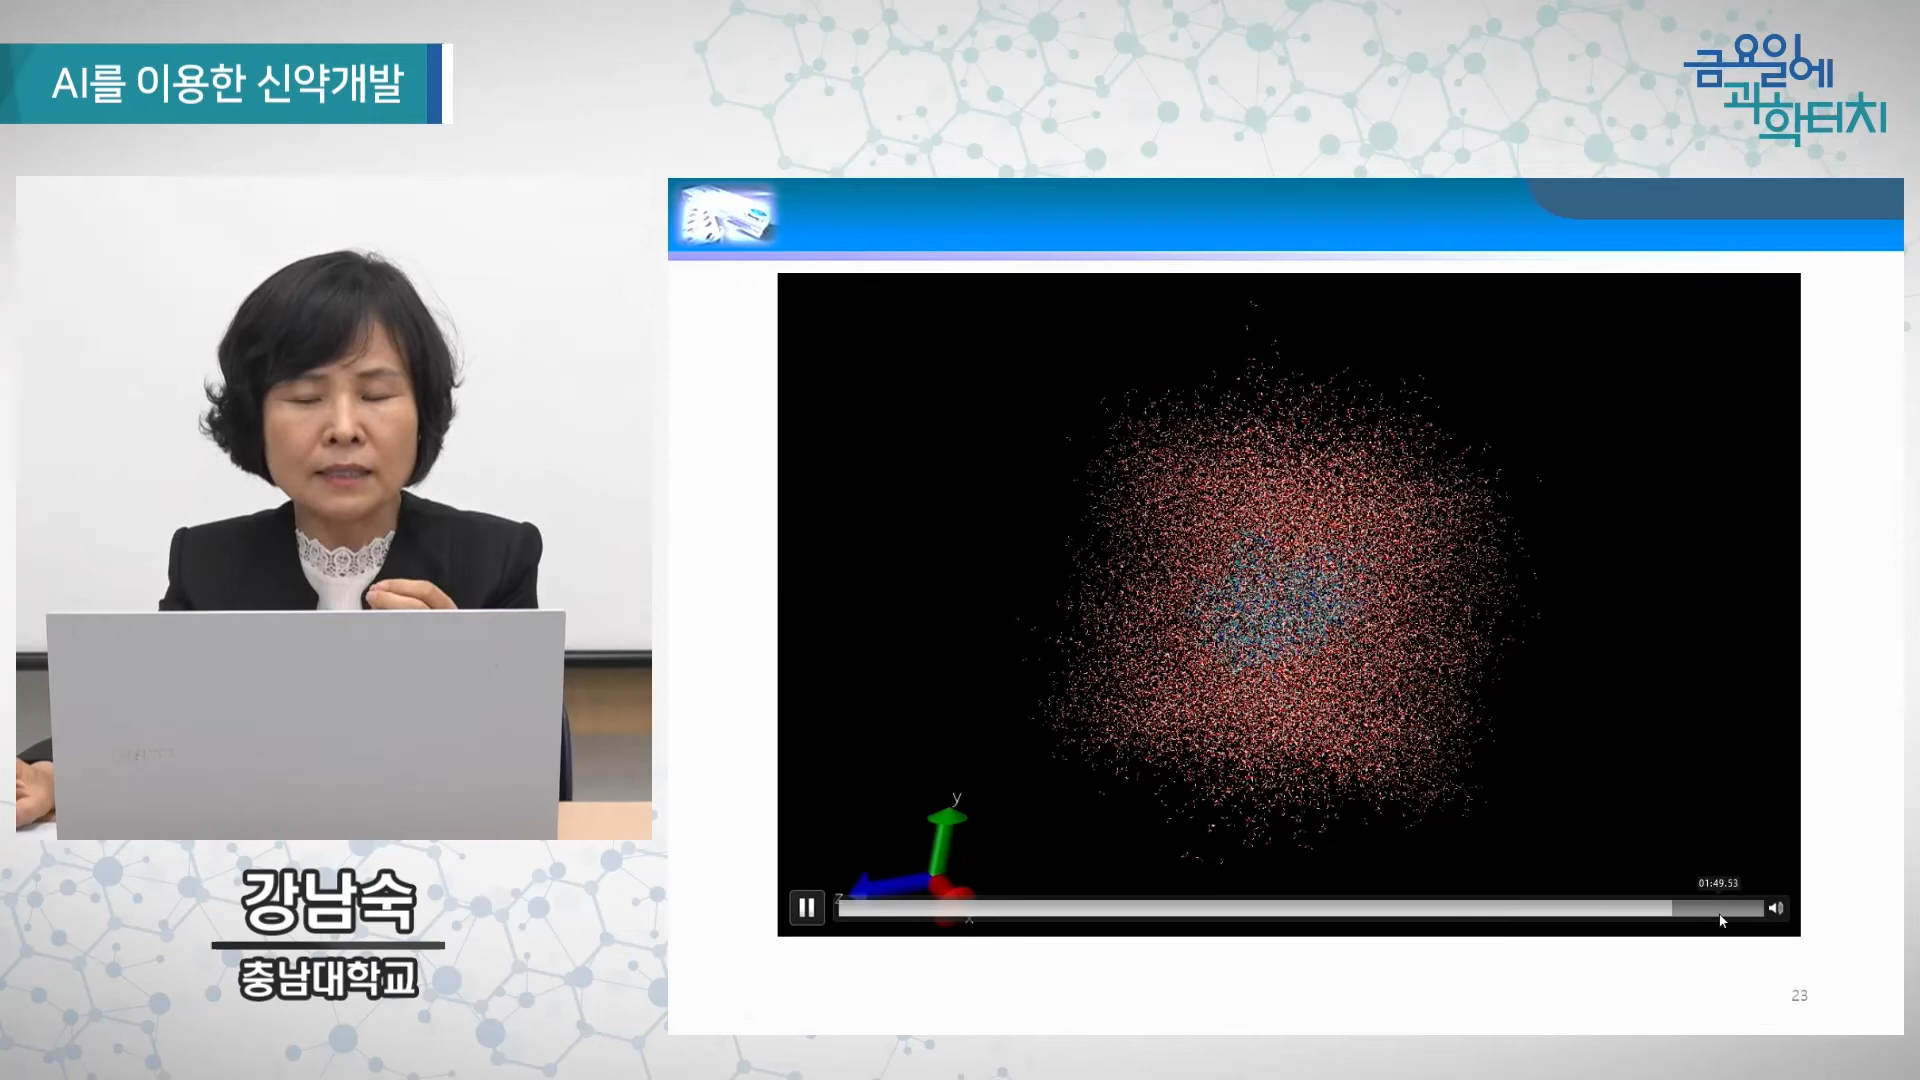 AI를 이용한 신약개발
금요일에
과학터치
y
z
x
01:49.53
23
강남숙
충남대학교